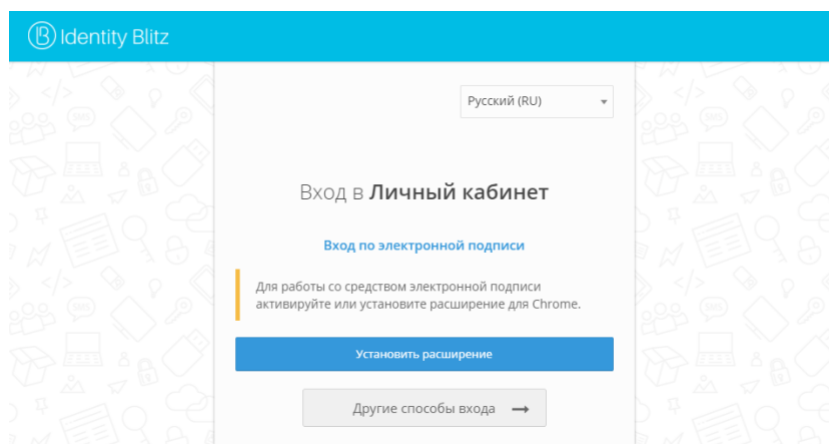 Identity Blitz
Русский (RU)
Вход в Личный кабинет
Вход по электронной подписи
Для работы со средством электронной подписи
активируйте или установите расширение для Chrome.
Установить расширение
Другие способы входа